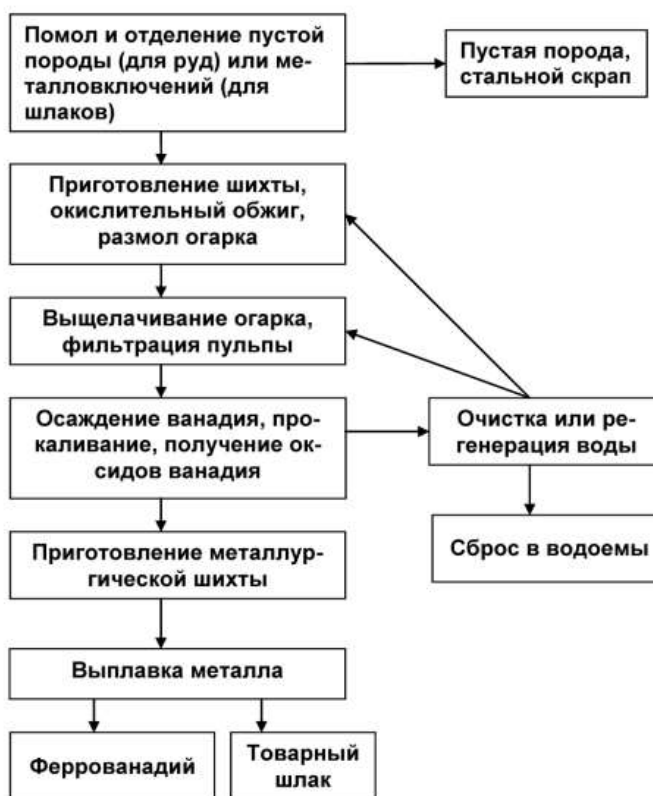 Помол и отделение пустой
породы (для руд) или ме-
талловключений (для
шлаков)
Пустая порода,
стальной скрап
Приготовление шихты,
окислительный обжиг,
размол огарка
Выщелачивание огарка,
фильтрация пульпы
Осаждение ванадия, про-
каливание, получение ок-
сидов ванадия
Очистка или ре-
генерация воды
Приготовление металлур-
гической шихты
Сброс в водоемы
Выплавка металла
Феррованадий
Товарный
шлак